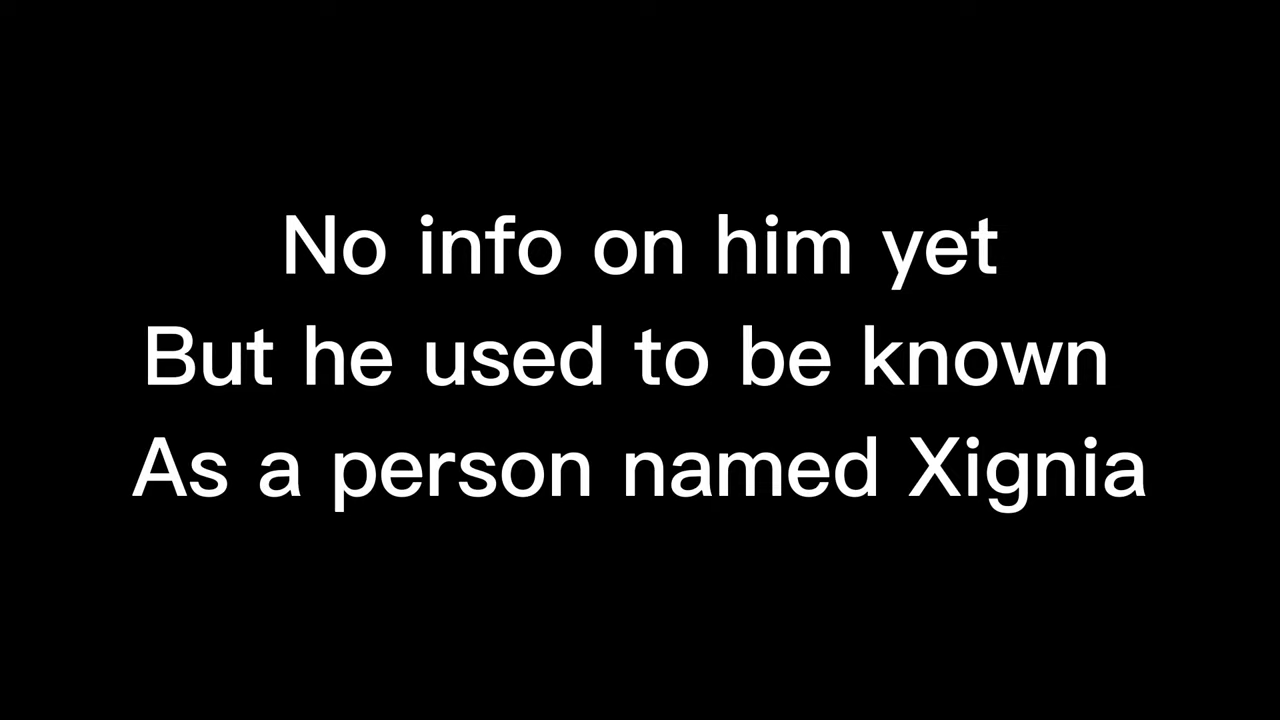 No info on him yet
But he used to be known
As a person named Xignia